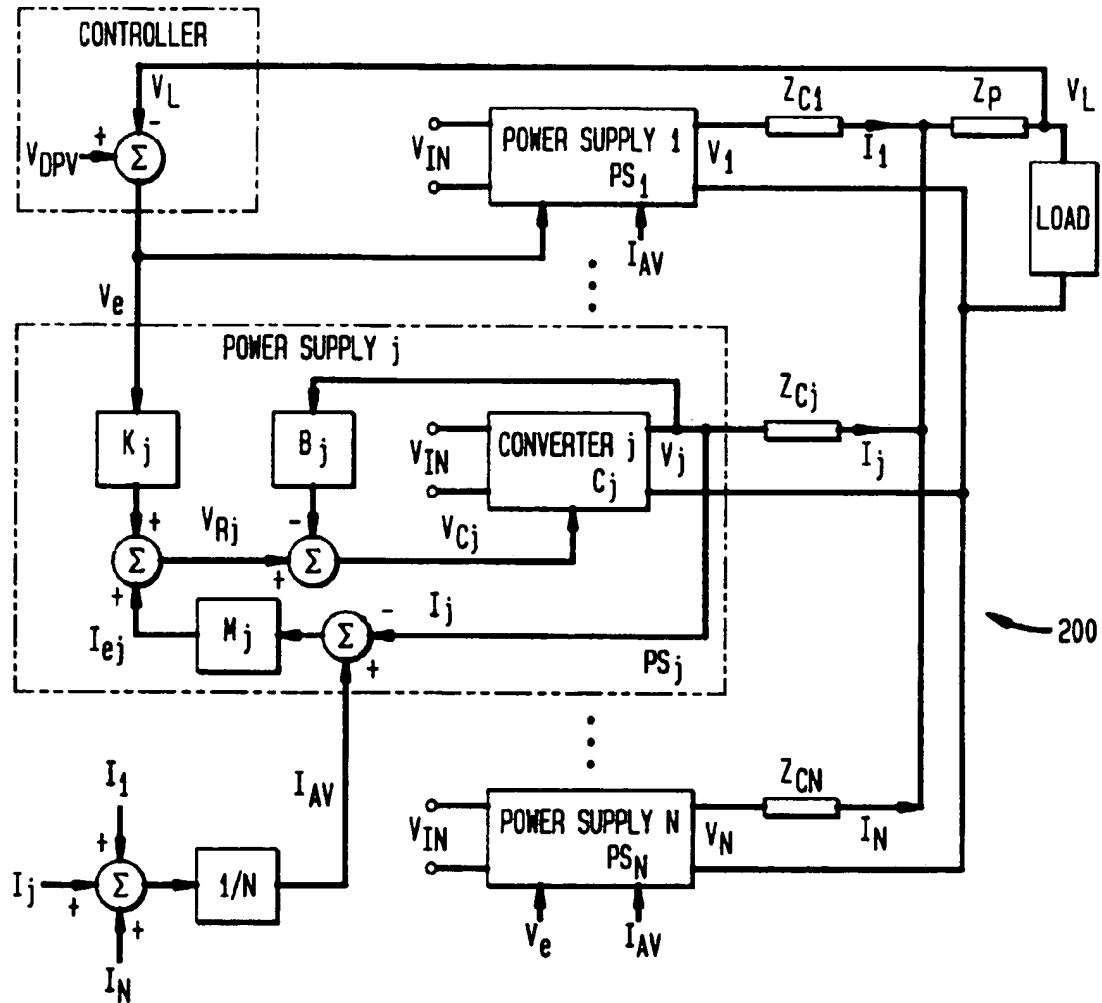 CONTROLLER
V_L
-
+
V_DPV
Σ
V_e
V_IN
POWER SUPPLY 1
PS_1
V_1
I_AV
Z_C1
I_1
Z_P
V_L
LOAD
POWER SUPPLY j
K_j
B_j
V_IN
CONVERTER j
C_j
V_j
Z_Cj
I_j
+
V_Rj
-
V_Cj
Σ
+
+
Σ
I_ej
M_j
Σ
-
+
I_j
PS_j
200
I_1
I_AV
+
I_j
+
Σ
+
I_N
1/N
V_IN
POWER SUPPLY N
PS_N
V_N
Z_CN
I_N
V_e
I_AV